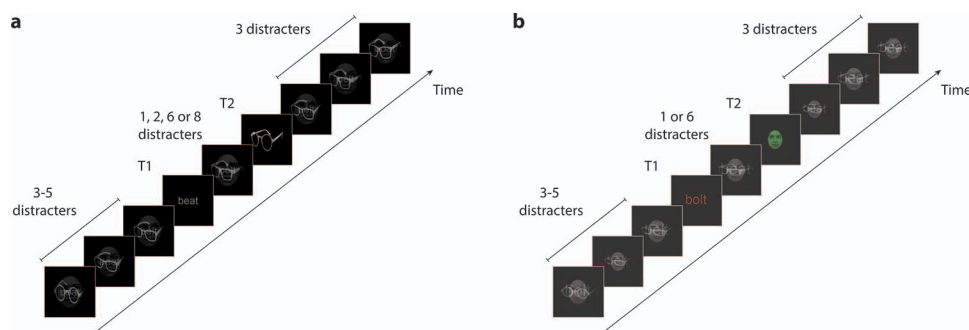 a
3 distracters
Time
T2
1, 2, 6 or 8
distracters
T1
beat
3-5
distracters
b
3 distracters
Time
T2
1 or 6
distracters
T1
bolt
3-5
distracters